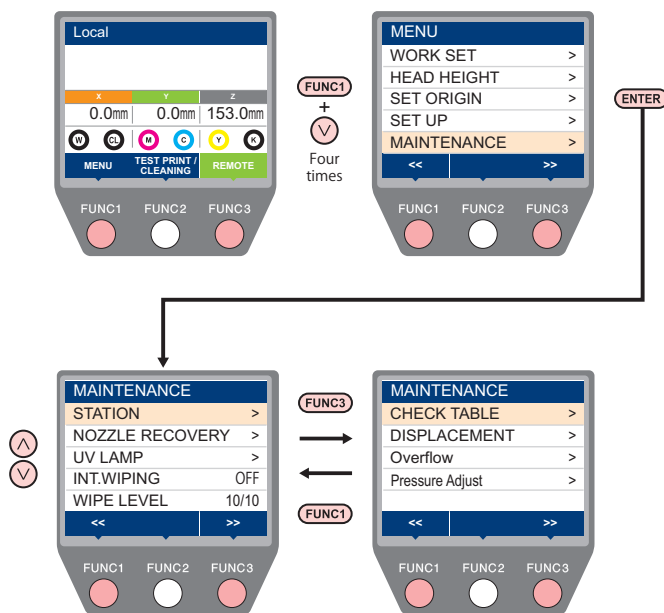 Local
X Y Z
0.0mm 0.0mm 153.0mm
W CL M C Y K
MENU TEST PRINT / CLEANING REMOTE
FUNC1 FUNC2 FUNC3
FUNC1
+
Four
times
MENU
WORK SET >
HEAD HEIGHT >
SET ORIGIN >
SET UP >
MAINTENANCE >
<< >>
FUNC1 FUNC2 FUNC3
ENTER
MAINTENANCE
STATION >
NOZZLE RECOVERY >
UV LAMP >
INT.WIPING OFF
WIPE LEVEL 10/10
<< >>
FUNC1 FUNC2 FUNC3
FUNC3
FUNC1
MAINTENANCE
CHECK TABLE >
DISPLACEMENT >
Overflow >
Pressure Adjust >
<< >>
FUNC1 FUNC2 FUNC3